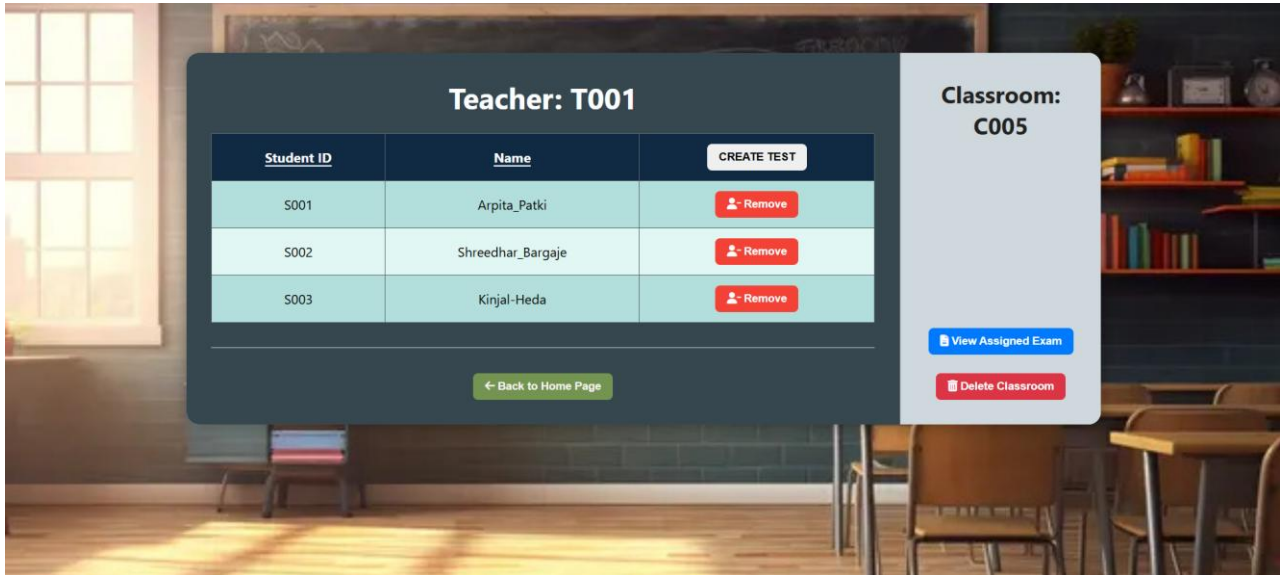 Teacher: T001
Student ID Name CREATE TEST
S001 Arpita_Patki Remove
S002 Shreedhar_Bargaje Remove
S003 Kinjal-Heda Remove
Back to Home Page
Classroom:
C005
View Assigned Exam
Delete Classroom